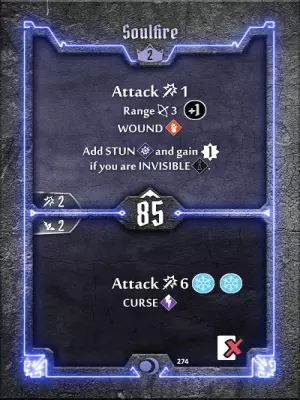 Soulfire
2
Attack 1
Range 3 +1
WOUND
Add STUN and gain 1
if you are INVISIBLE.
2
85
2
Attack 6
CURSE
274